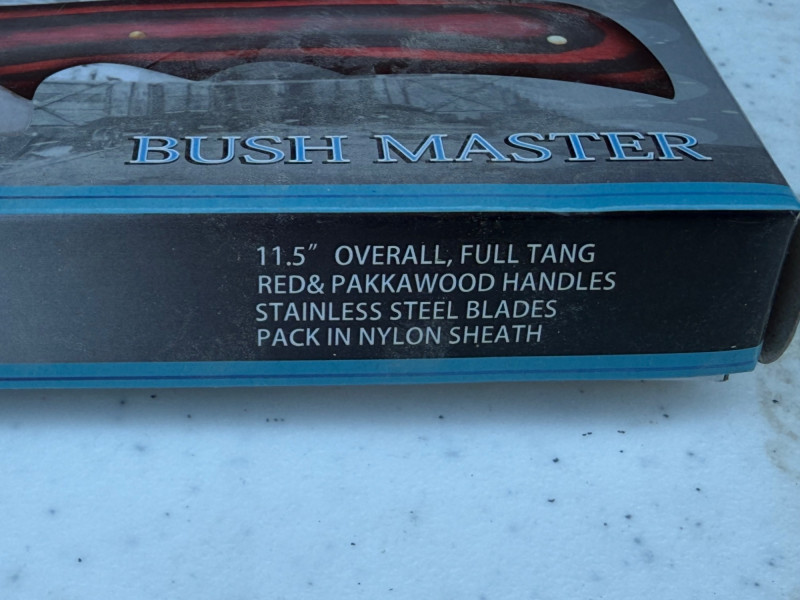 BUSH MASTER
11.5" OVERALL, FULL TANG
RED& PAKKAWOOD HANDLES
STAINLESS STEEL BLADES
PACK IN NYLON SHEATH